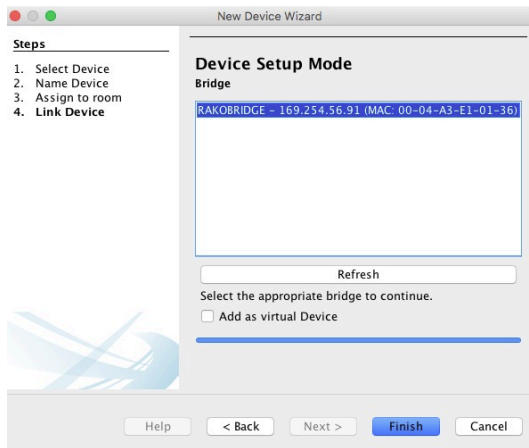 New Device Wizard
Steps
1. Select Device
2. Name Device
3. Assign to room
4. Link Device
Device Setup Mode
Bridge
RAKOBRIDGE – 169.254.56.91 (MAC: 00-04-A3-E1-01-36)
Refresh
Select the appropriate bridge to continue.
Add as virtual Device
Help
< Back
Next >
Finish
Cancel